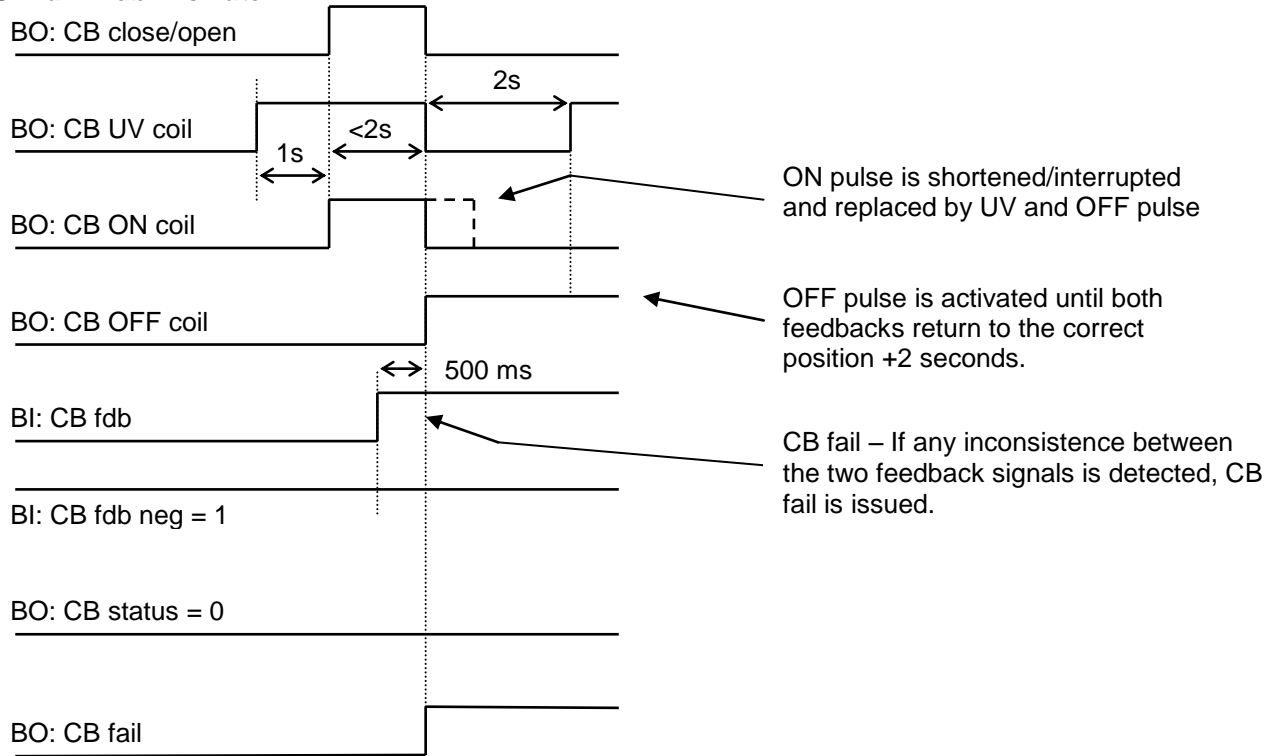 BO: CB close/open
2s
BO: CB UV coil
<2s
1s
ON pulse is shortened/interrupted
and replaced by UV and OFF pulse
BO: CB ON coil
OFF pulse is activated until both
feedbacks return to the correct
position +2 seconds.
BO: CB OFF coil
500 ms
BI: CB fdb
CB fail – If any inconsistence between
the two feedback signals is detected, CB
fail is issued.
BI: CB fdb neg = 1
BO: CB status = 0
BO: CB fail